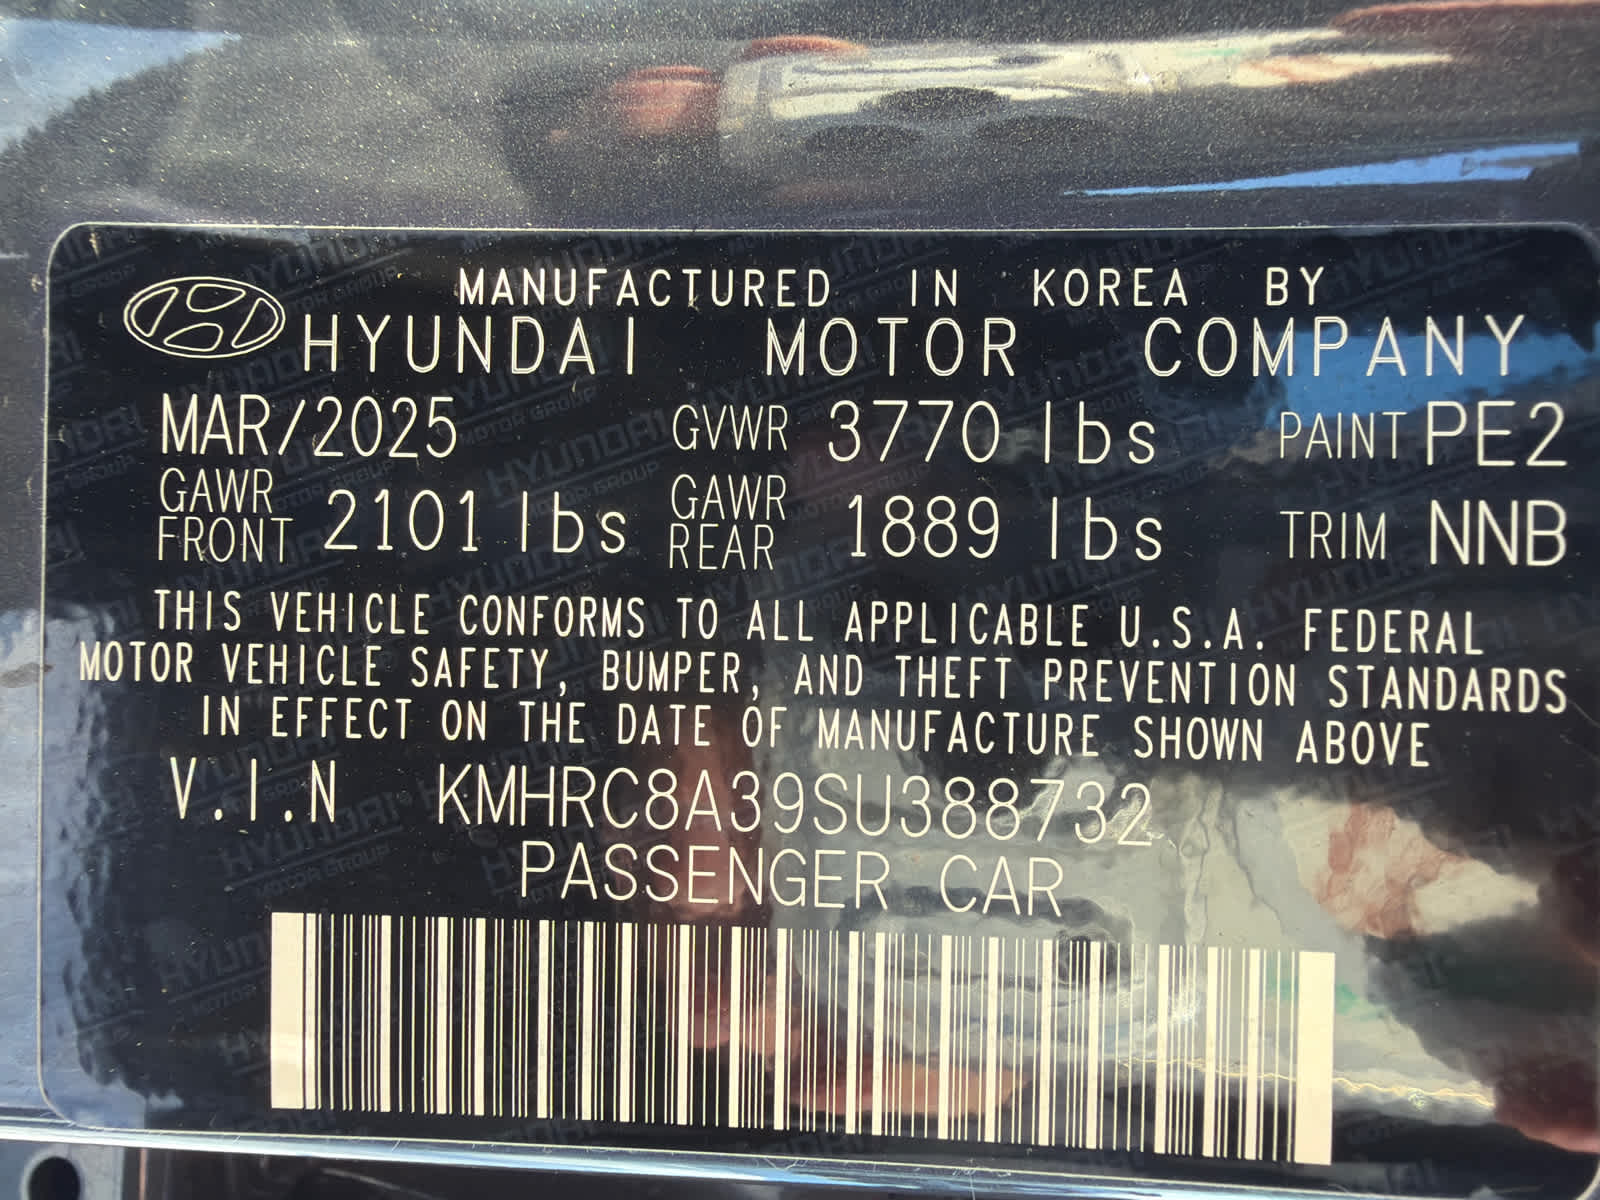 MANUFACTURED IN KOREA BY
HYUNDAI MOTOR COMPANY
MAR/2025 GVWR 3770 lbs PAINT PE2
GAWR FRONT 2101 lbs GAWR REAR 1889 lbs TRIM NNB
THIS VEHICLE CONFORMS TO ALL APPLICABLE U.S.A. FEDERAL
MOTOR VEHICLE SAFETY, BUMPER, AND THEFT PREVENTION STANDARDS
IN EFFECT ON THE DATE OF MANUFACTURE SHOWN ABOVE
V.I.N KMHRC8A39SU388732
PASSENGER CAR